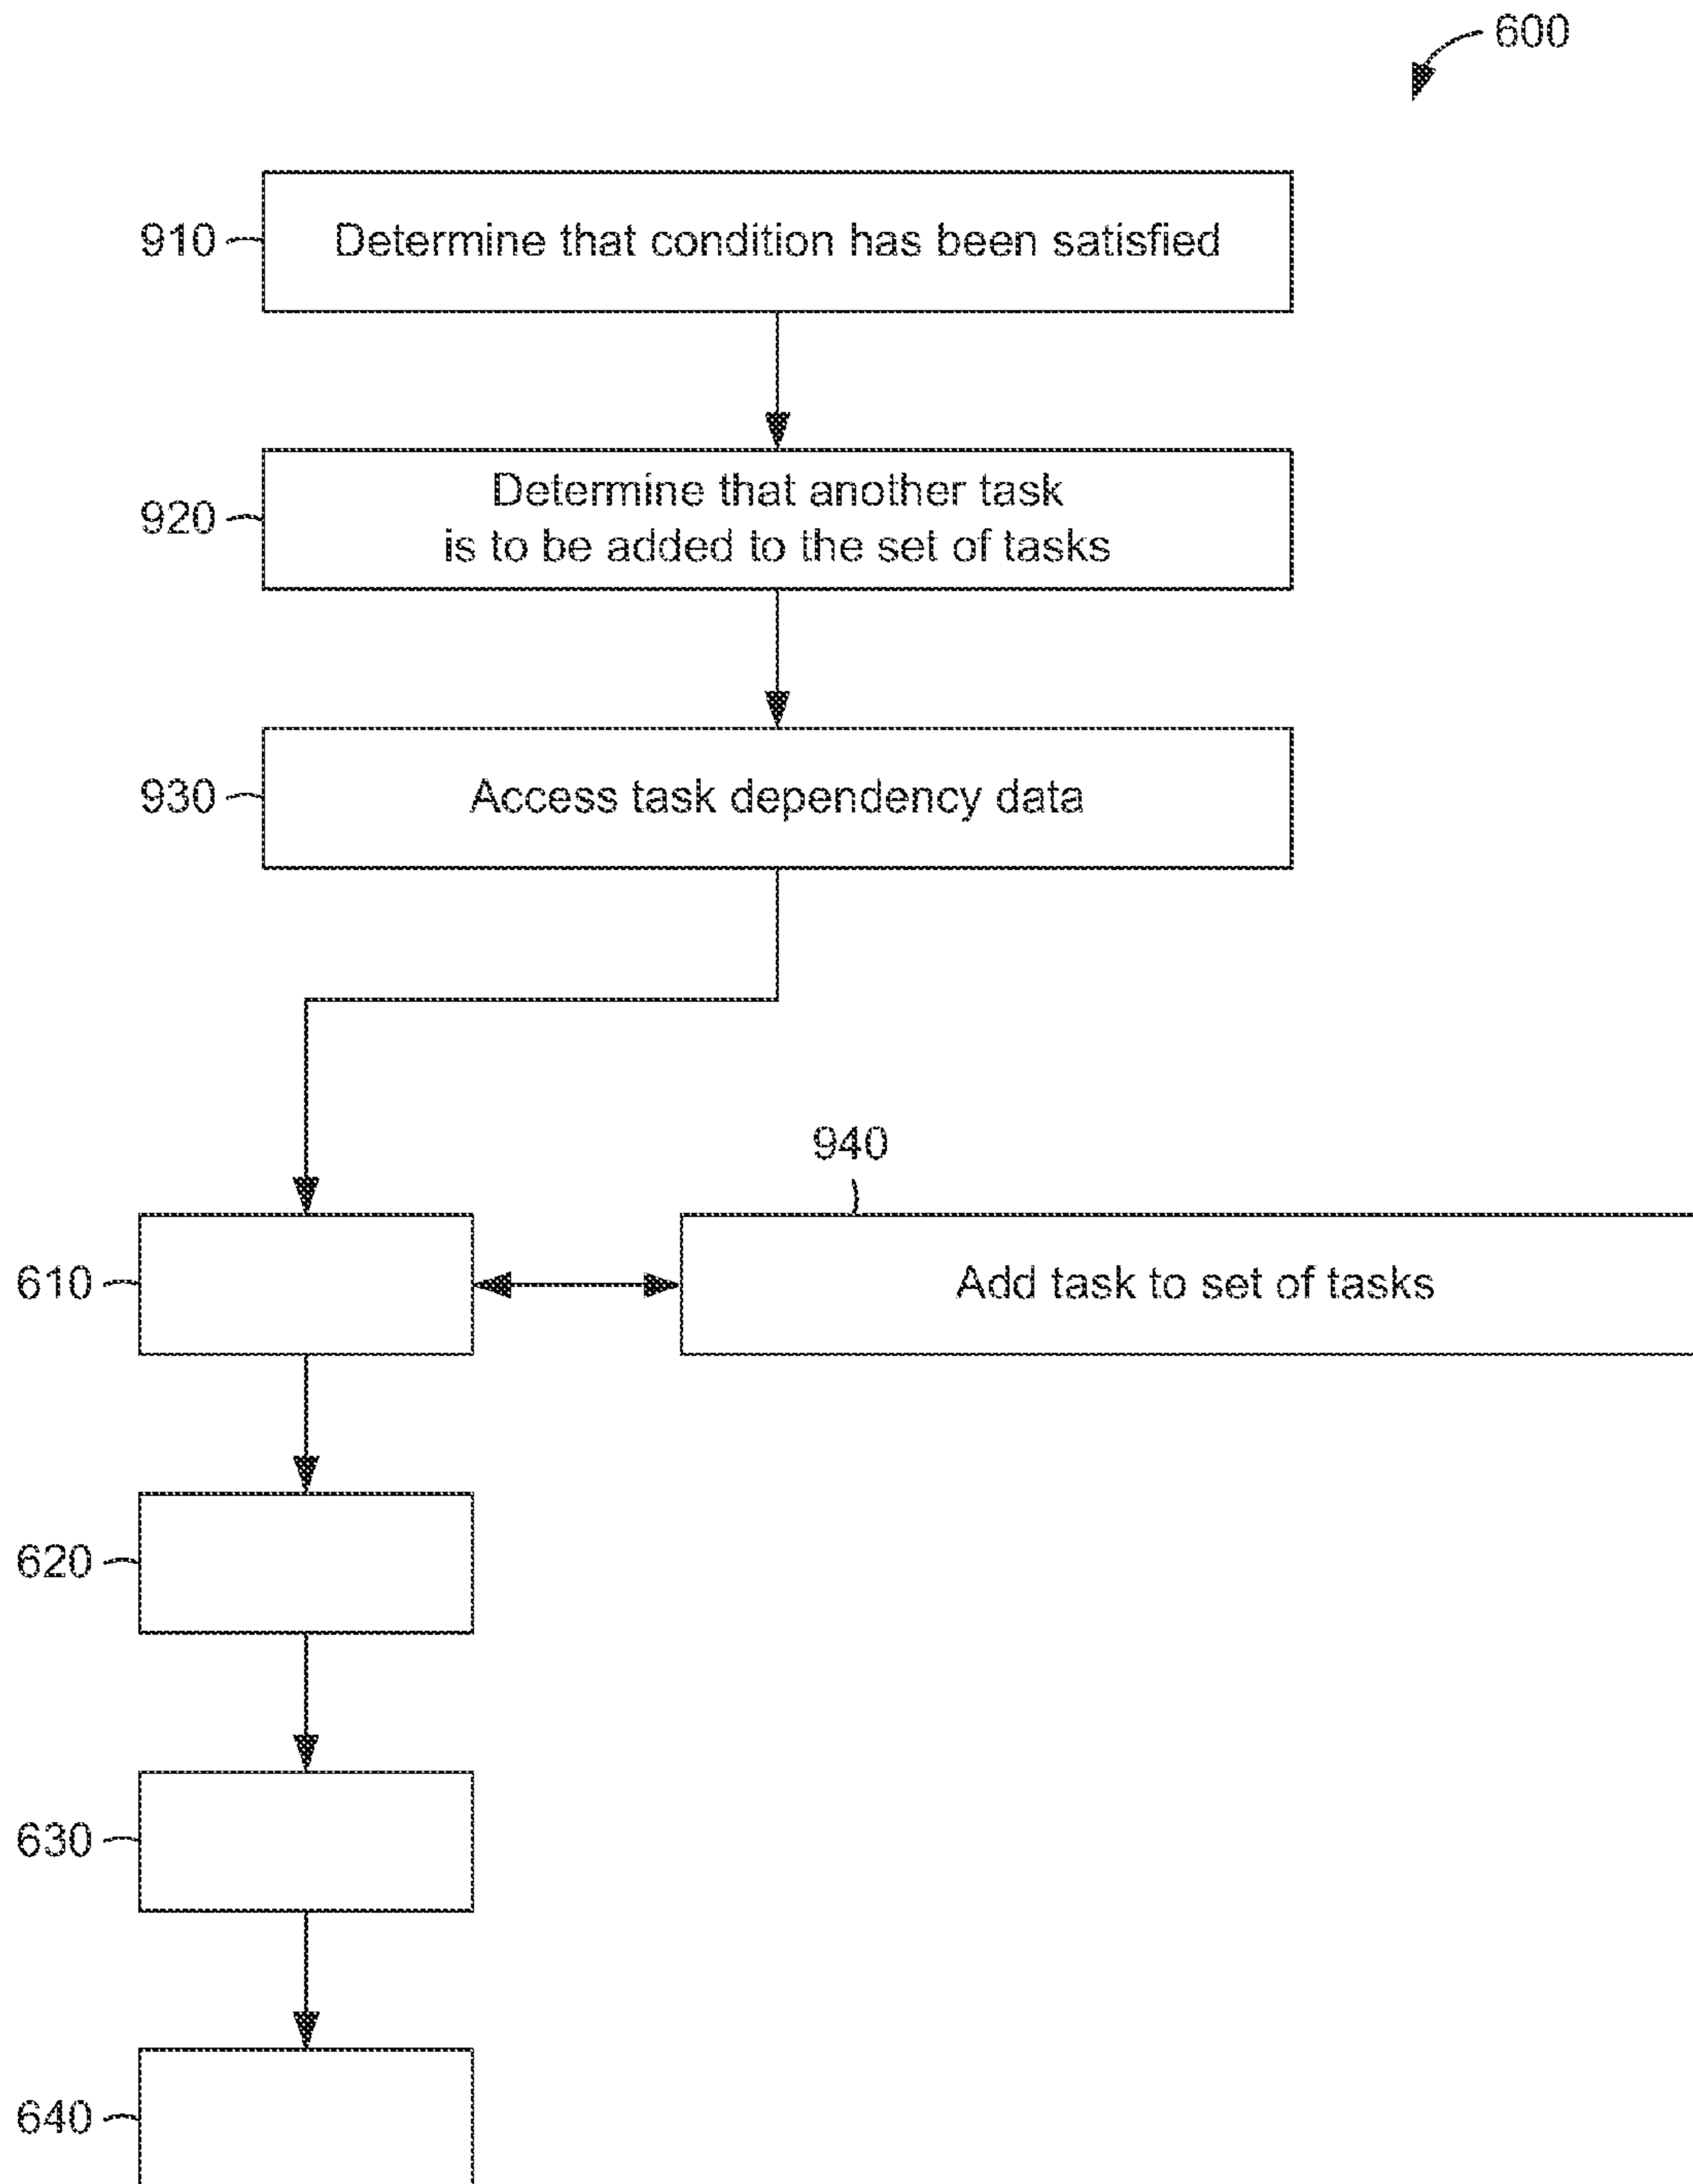 600
910
Determine that condition has been satisfied
920
Determine that another task
is to be added to the set of tasks
930
Access task dependency data
940
610
Add task to set of tasks
620
630
640